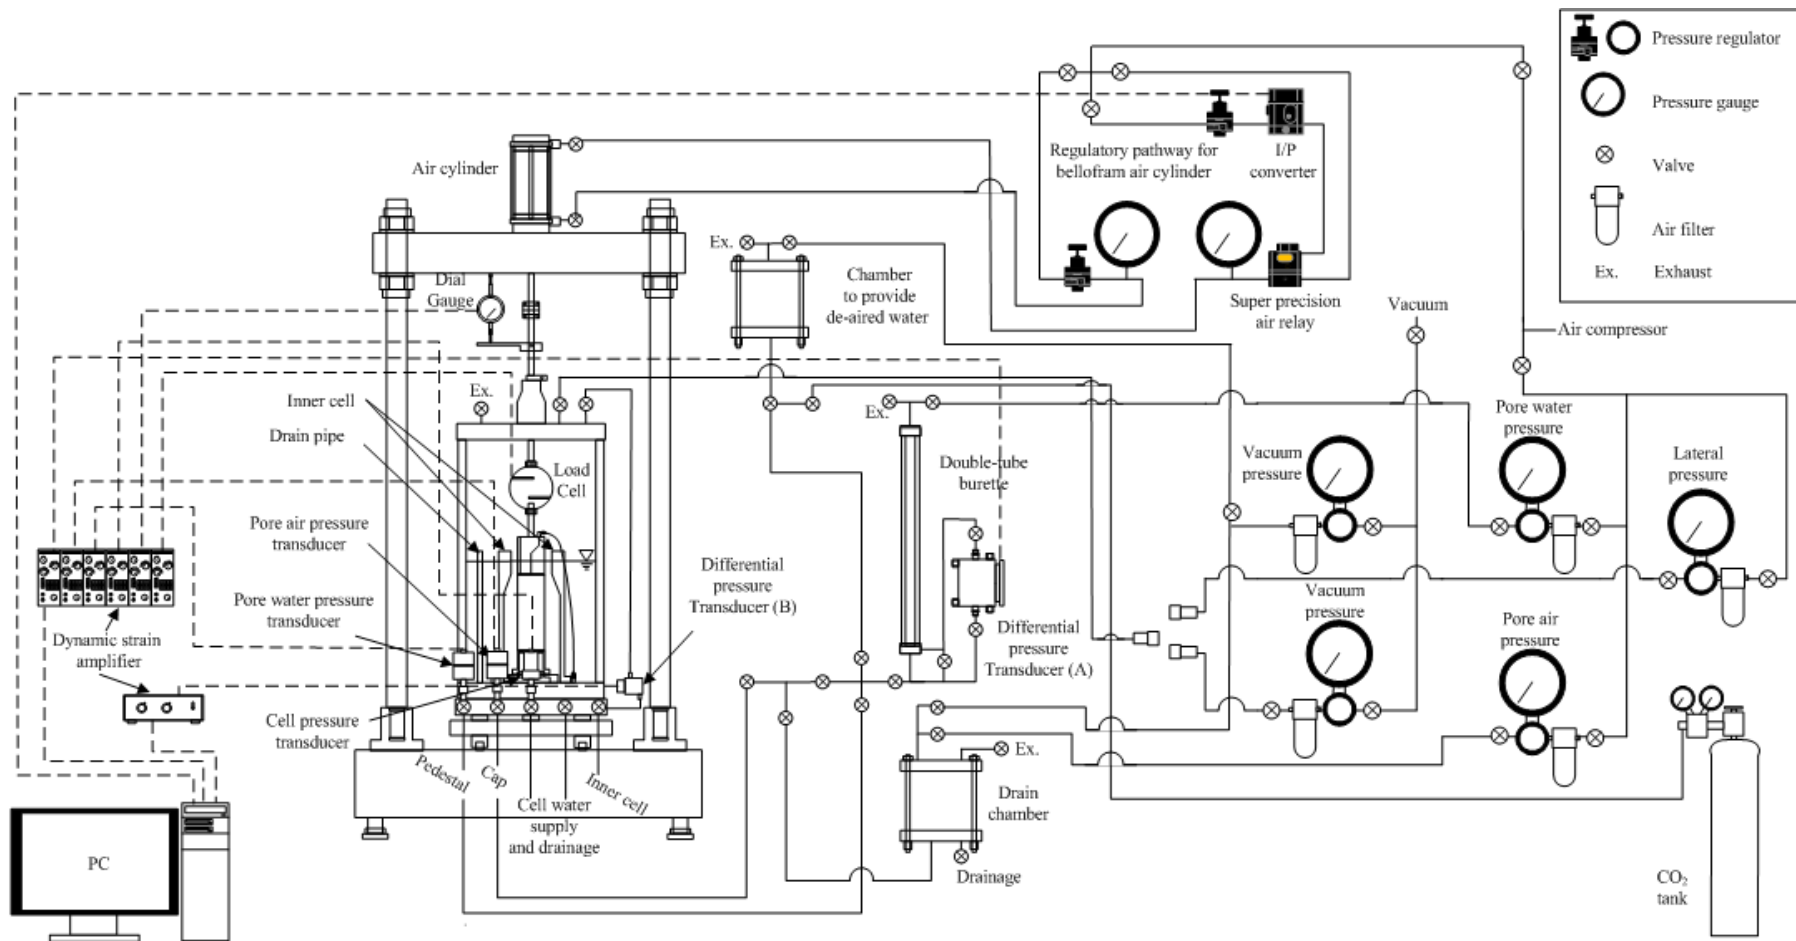 Pressure regulator
Pressure gauge
Valve
Air filter
Ex. Exhaust
Air cylinder
Regulatory pathway for
bellofram air cylinder
I/P
converter
Super precision
air relay
Vacuum
Air compressor
Dial
Gauge
Ex.
Chamber
to provide
de-aired water
Ex.
Inner cell
Drain pipe
Load
Cell
Ex.
Double-tube
burette
Vacuum
pressure
Pore water
pressure
Lateral
pressure
Pore air pressure
transducer
Pore water pressure
transducer
Differential
pressure
Transducer (B)
Dynamic strain
amplifier
Differential
pressure
Transducer (A)
Vacuum
pressure
Pore air
pressure
Cell pressure
transducer
Pedestal
Cap
Cell water
supply
and drainage
Inner cell
Ex.
Drain
chamber
Drainage
PC
CO2
tank